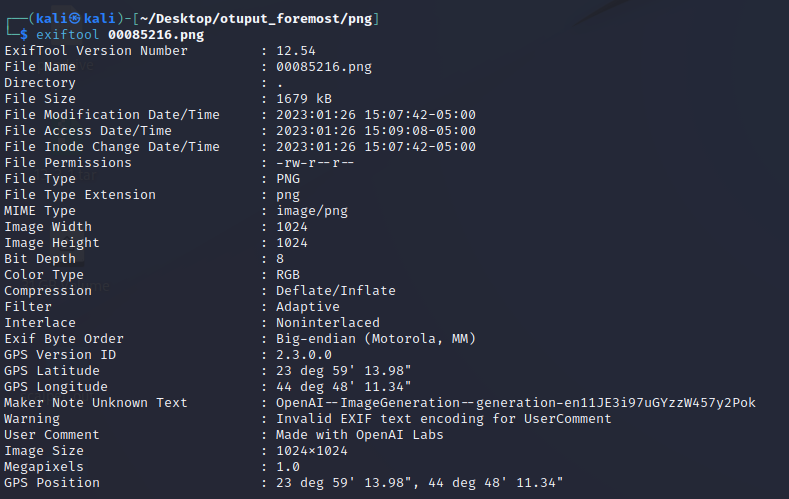 ┌──(kali㉿kali)-[~/Desktop/otuput_foremost/png]
└─$ exiftool 00085216.png
ExifTool Version Number         : 12.54
File Name                       : 00085216.png
Directory                       : .
File Size                       : 1679 kB
File Modification Date/Time     : 2023:01:26 15:07:42-05:00
File Access Date/Time           : 2023:01:26 15:09:08-05:00
File Inode Change Date/Time     : 2023:01:26 15:07:42-05:00
File Permissions                : -rw-r--r--
File Type                       : PNG
File Type Extension             : png
MIME Type                       : image/png
Image Width                     : 1024
Image Height                    : 1024
Bit Depth                       : 8
Color Type                      : RGB
Compression                     : Deflate/Inflate
Filter                          : Adaptive
Interlace                       : Noninterlaced
Exif Byte Order                 : Big-endian (Motorola, MM)
GPS Version ID                  : 2.3.0.0
GPS Latitude                    : 23 deg 59' 13.98"
GPS Longitude                   : 44 deg 48' 11.34"
Maker Note Unknown Text         : OpenAI--ImageGeneration--generation-en11JE3i97uGYzzW457y2Pok
Warning                         : Invalid EXIF text encoding for UserComment
User Comment                    : Made with OpenAI Labs
Image Size                      : 1024×1024
Megapixels                      : 1.0
GPS Position                    : 23 deg 59' 13.98", 44 deg 48' 11.34"